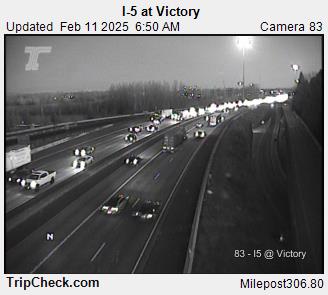 I-5 at Victory
Updated Feb 11 2025 6:50 AM Camera 83
T
N
83 - I5 @ Victory
TripCheck.com Milepost306.80